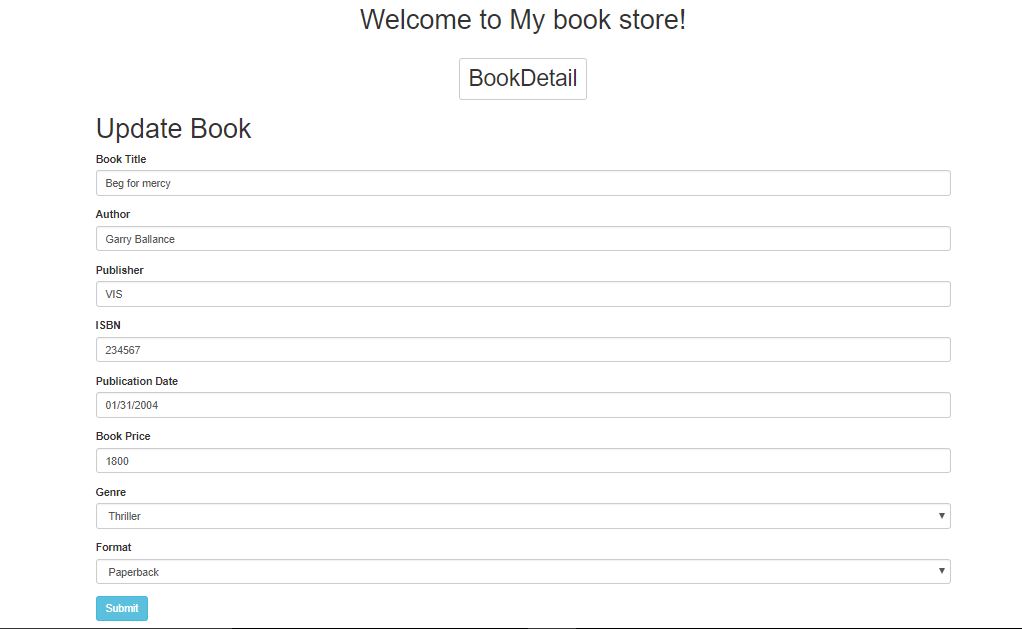 Welcome to My book store!
BookDetail
Update Book
Book Title
Beg for mercy
Author
Garry Ballance
Publisher
VIS
ISBN
234567
Publication Date
01/31/2004
Book Price
1800
Genre
Thriller
Format
Paperback
Submit